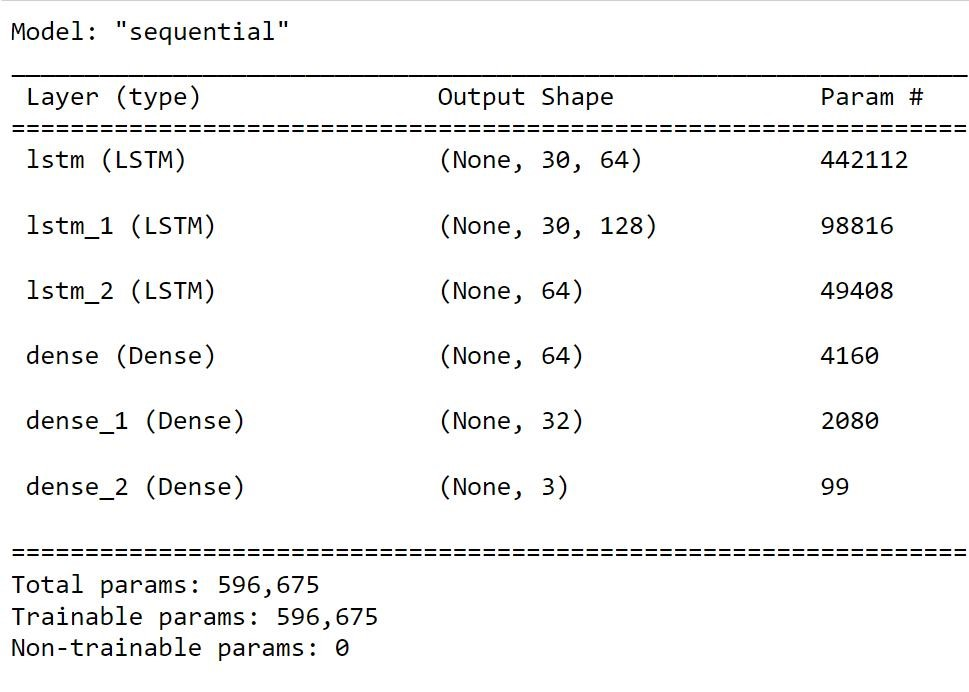 Model: "sequential"
_________________________________________________________________
Layer (type) Output Shape Param #
=================================================================
lstm (LSTM) (None, 30, 64) 442112
lstm_1 (LSTM) (None, 30, 128) 98816
lstm_2 (LSTM) (None, 64) 49408
dense (Dense) (None, 64) 4160
dense_1 (Dense) (None, 32) 2080
dense_2 (Dense) (None, 3) 99
=================================================================
Total params: 596,675
Trainable params: 596,675
Non-trainable params: 0